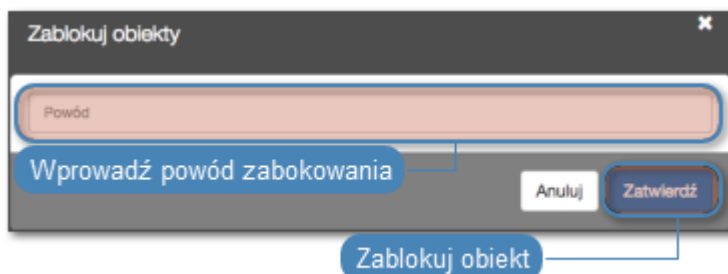 Zablokuj obiekty
Powód
Wprowadź powód zabokowania
Anuluj
Zatwierdź
Zablokuj obiekt